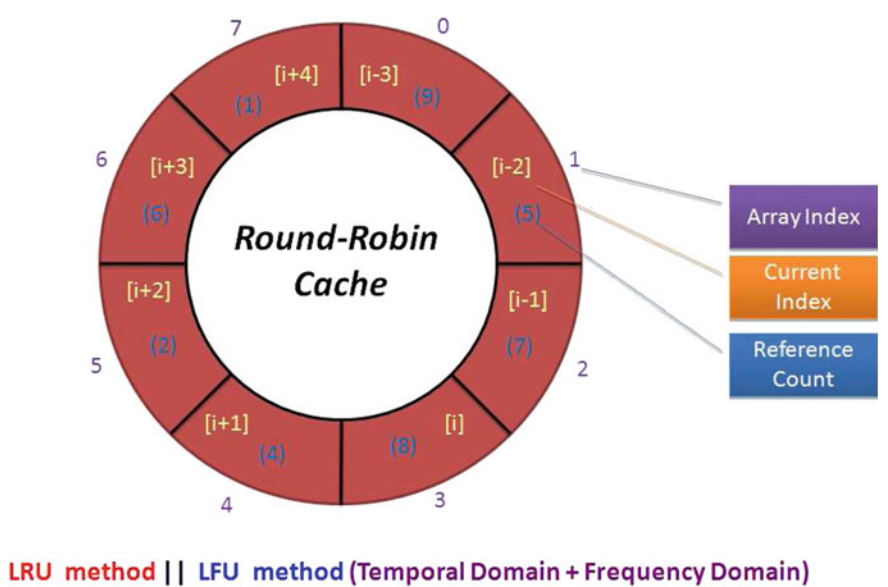 7
0
[i+4]
[i-3]
(1)
(9)
6
[i+3]
[i-2]
1
(6)
(5)
Array Index
Round-Robin
Cache
Current
Index
[i+2]
[i-1]
(2)
(7)
Reference
Count
5
2
[i+1]
[i]
(4)
(8)
4
3
LRU method || LFU method (Temporal Domain + Frequency Domain)